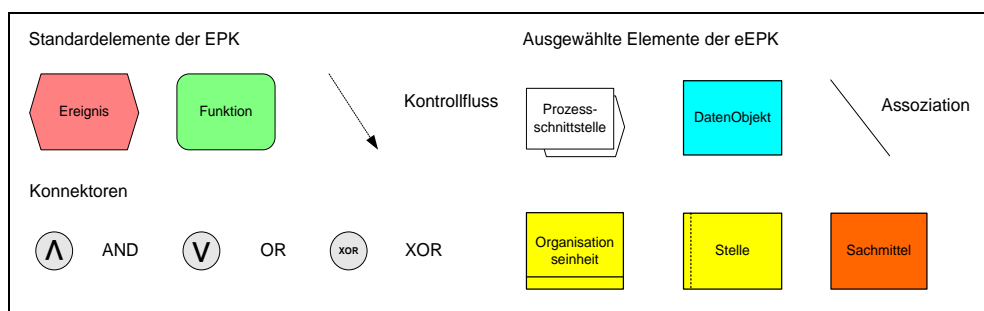 Standardelemente der EPK
Ausgewählte Elemente der eEPK
Ereignis
Funktion
Kontrollfluss
Prozess-
schnittstelle
DatenObjekt
Assoziation
Konnektoren
Λ
AND
V
OR
XOR
XOR
Organisation
seinheit
Stelle
Sachmittel